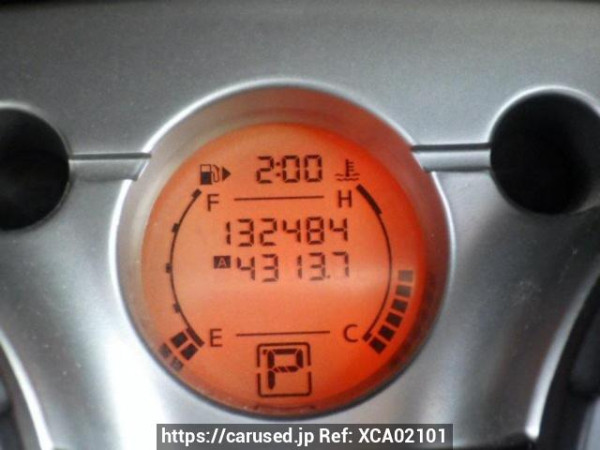 2:00
F H
132484
A 4313.7
E C
P
https://carused.jp Ref: XCA02101